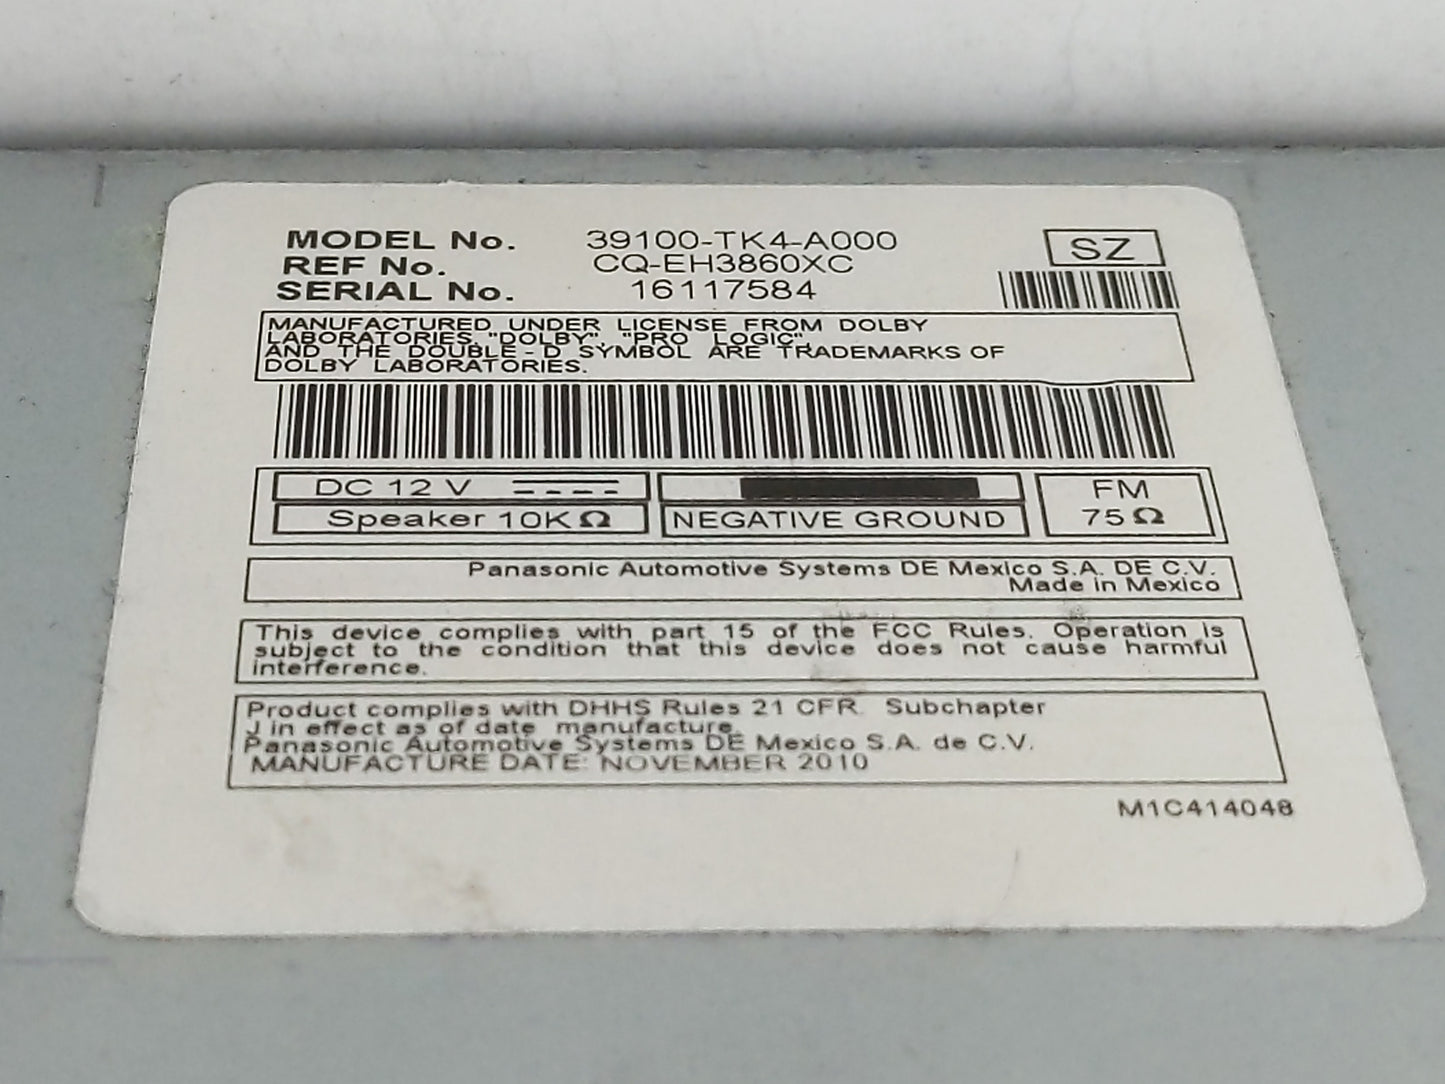 MODEL No. 39100-TK4-A000 SZ
REF No. CQ-EH3860XC
SERIAL No. 16117584
MANUFACTURED UNDER LICENSE FROM DOLBY
LABORATORIES. "DOLBY", "PRO LOGIC",
AND THE DOUBLE-D SYMBOL ARE TRADEMARKS OF
DOLBY LABORATORIES.
DC 12 V
Speaker 10K Ω
NEGATIVE GROUND
FM
75 Ω
Panasonic Automotive Systems DE Mexico S.A. DE C.V.
Made in Mexico
This device complies with part 15 of the FCC Rules. Operation is
subject to the condition that this device does not cause harmful
interference.
Product complies with DHHS Rules 21 CFR Subchapter
J in effect as of date manufacture.
Panasonic Automotive Systems DE Mexico S.A. de C.V.
MANUFACTURE DATE: NOVEMBER 2010
M1C414048